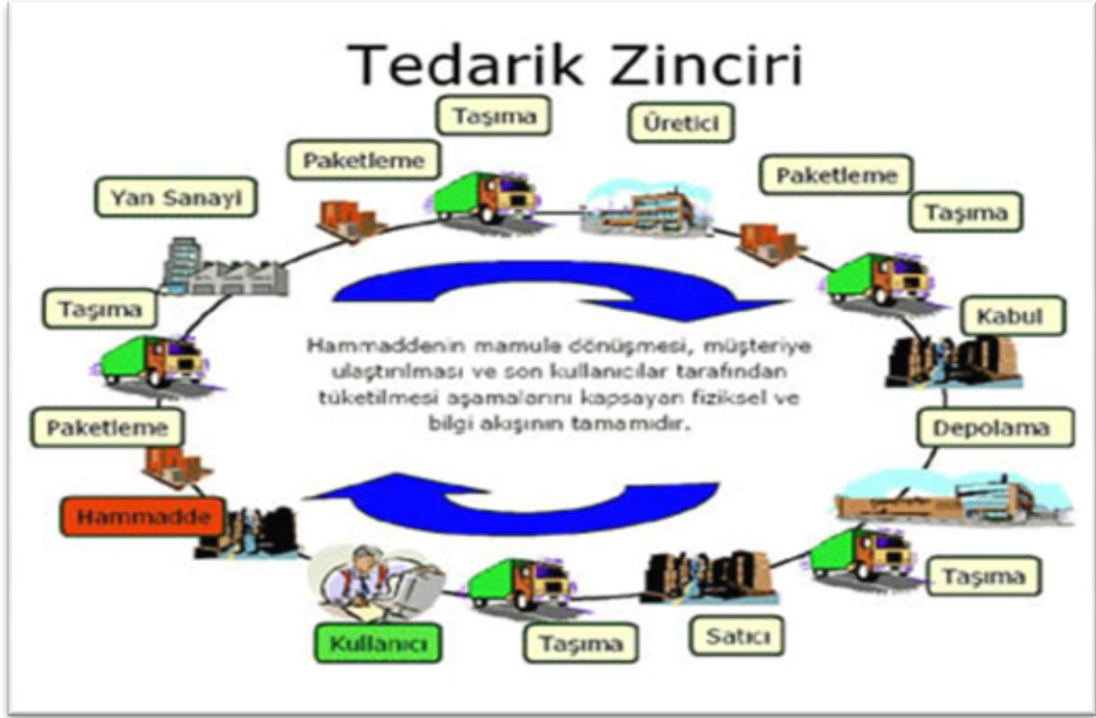 Tedarik Zinciri
Taşıma
Üretici
Paketleme
Paketleme
Yan Sanayi
Taşıma
Taşıma
Kabul
Hammaddenin mamule dönüşmesi, müşteriye
ulaştırılması ve son kullanıcılar tarafından
tüketilmesi aşamalarını kapsayan fiziksel ve
bilgi akışının tamamıdır.
Paketleme
Depolama
Hammadde
Taşıma
Kullanıcı
Taşıma
Satıcı